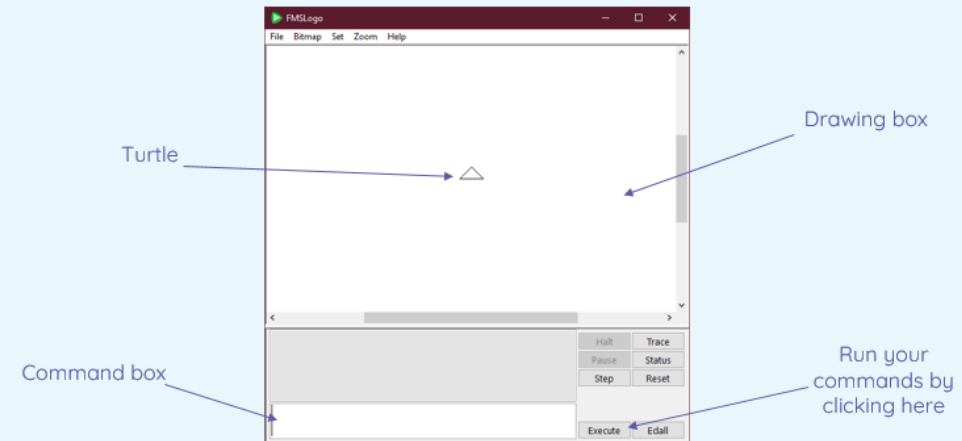 FMSLogo
File Bitmap Set Zoom Help
Drawing box
Turtle
Halt Trace
Pause Status
Step Reset
Command box
Run your
commands by
clicking here
Execute Edall